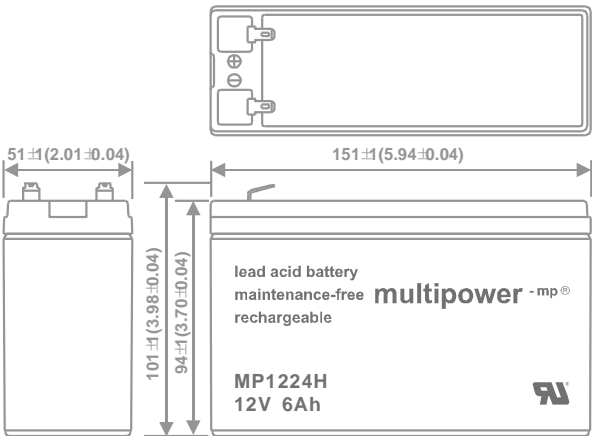 51±1(2.01±0.04)
151±1(5.94±0.04)
101±1(3.98±0.04)
94±1(3.70±0.04)
lead acid battery
maintenance-free multipower -mp®
rechargeable
MP1224H
12V 6Ah